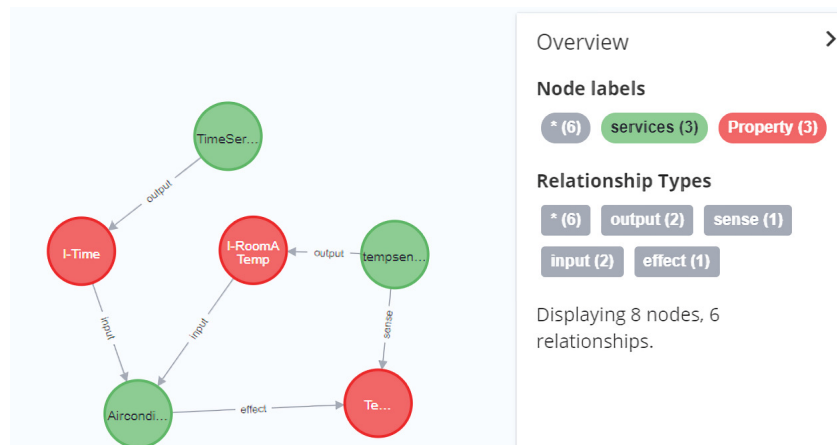 TimeSer...
output
I-Time
I-RoomA
Temp
output
tempsen...
input
input
sense
Aircondi...
effect
Te...
Overview
Node labels
* (6)
services (3)
Property (3)
Relationship Types
* (6)
output (2)
sense (1)
input (2)
effect (1)
Displaying 8 nodes, 6
relationships.